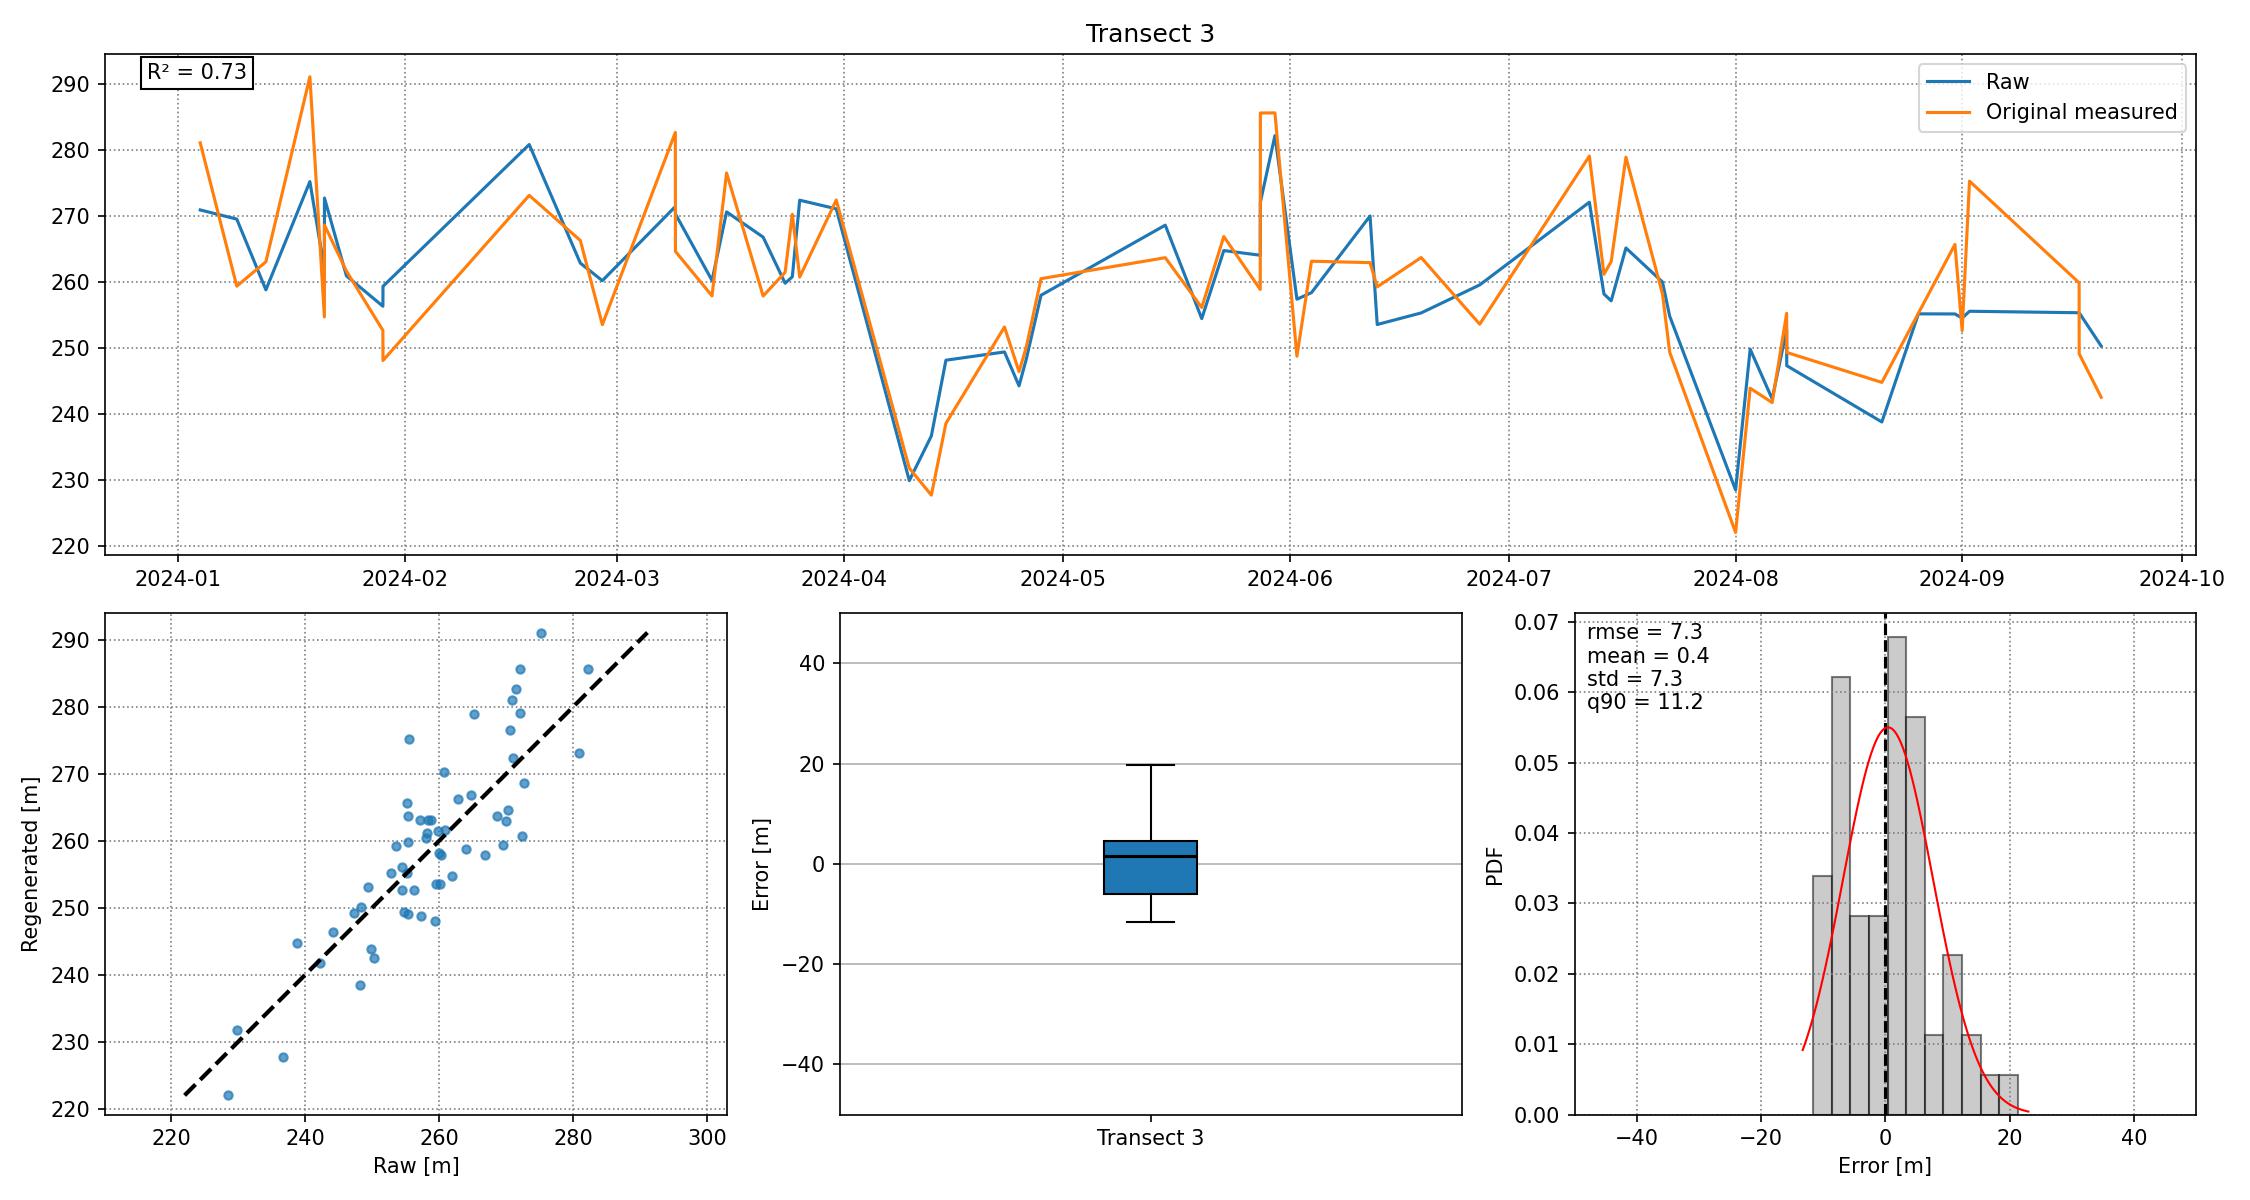 Transect 3
R² = 0.73
Raw
Original measured
290
280
270
260
250
240
230
220
2024-01 2024-02 2024-03 2024-04 2024-05 2024-06 2024-07 2024-08 2024-09 2024-10
Regenerated [m]
290
280
270
260
250
240
230
220
220 240 260 280 300
Raw [m]
Error [m]
40
20
0
−20
−40
Transect 3
PDF
0.07
0.06
0.05
0.04
0.03
0.02
0.01
0.00
rmse = 7.3
mean = 0.4
std = 7.3
q90 = 11.2
−40 −20 0 20 40
Error [m]